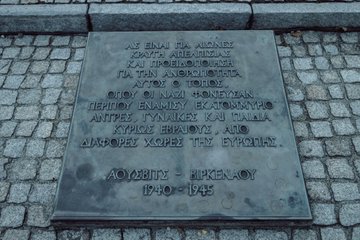 ΑΣ ΕΙΝΑΙ ΓΙΑ ΑΙΩΝΕΣ
ΚΡΑΥΓΗ ΑΠΕΛΠΙΣΙΑΣ
ΚΑΙ ΠΡΟΕΙΔΟΠΟΙΗΣΗ
ΓΙΑ ΤΗΝ ΑΝΘΡΩΠΟΤΗΤΑ
ΑΥΤΟΣ Ο ΤΟΠΟΣ
ΟΠΟΥ ΟΙ ΝΑΖΙ ΦΟΝΕΥΣΑΝ
ΠΕΡΙΠΟΥ ΕΝΑΜΙΣΥ ΕΚΑΤΟΜΜΥΡΙΟ
ΑΝΤΡΕΣ, ΓΥΝΑΙΚΕΣ ΚΑΙ ΠΑΙΔΙΑ
ΚΥΡΙΩΣ ΕΒΡΑΙΟΥΣ, ΑΠΟ
ΔΙΑΦΟΡΕΣ ΧΩΡΕΣ ΤΗΣ ΕΥΡΩΠΗΣ.
ΑΟΥΣΒΙΤΣ - ΒΙΡΚΕΝΑΟΥ
1940 - 1945